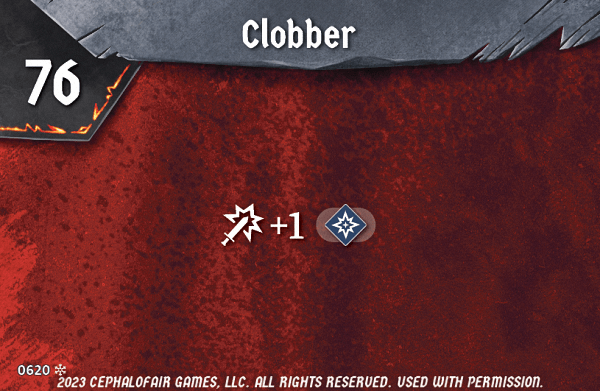 Clobber
76
+1
0620
2023 CEPHALOFAIR GAMES, LLC. ALL RIGHTS RESERVED. USED WITH PERMISSION.